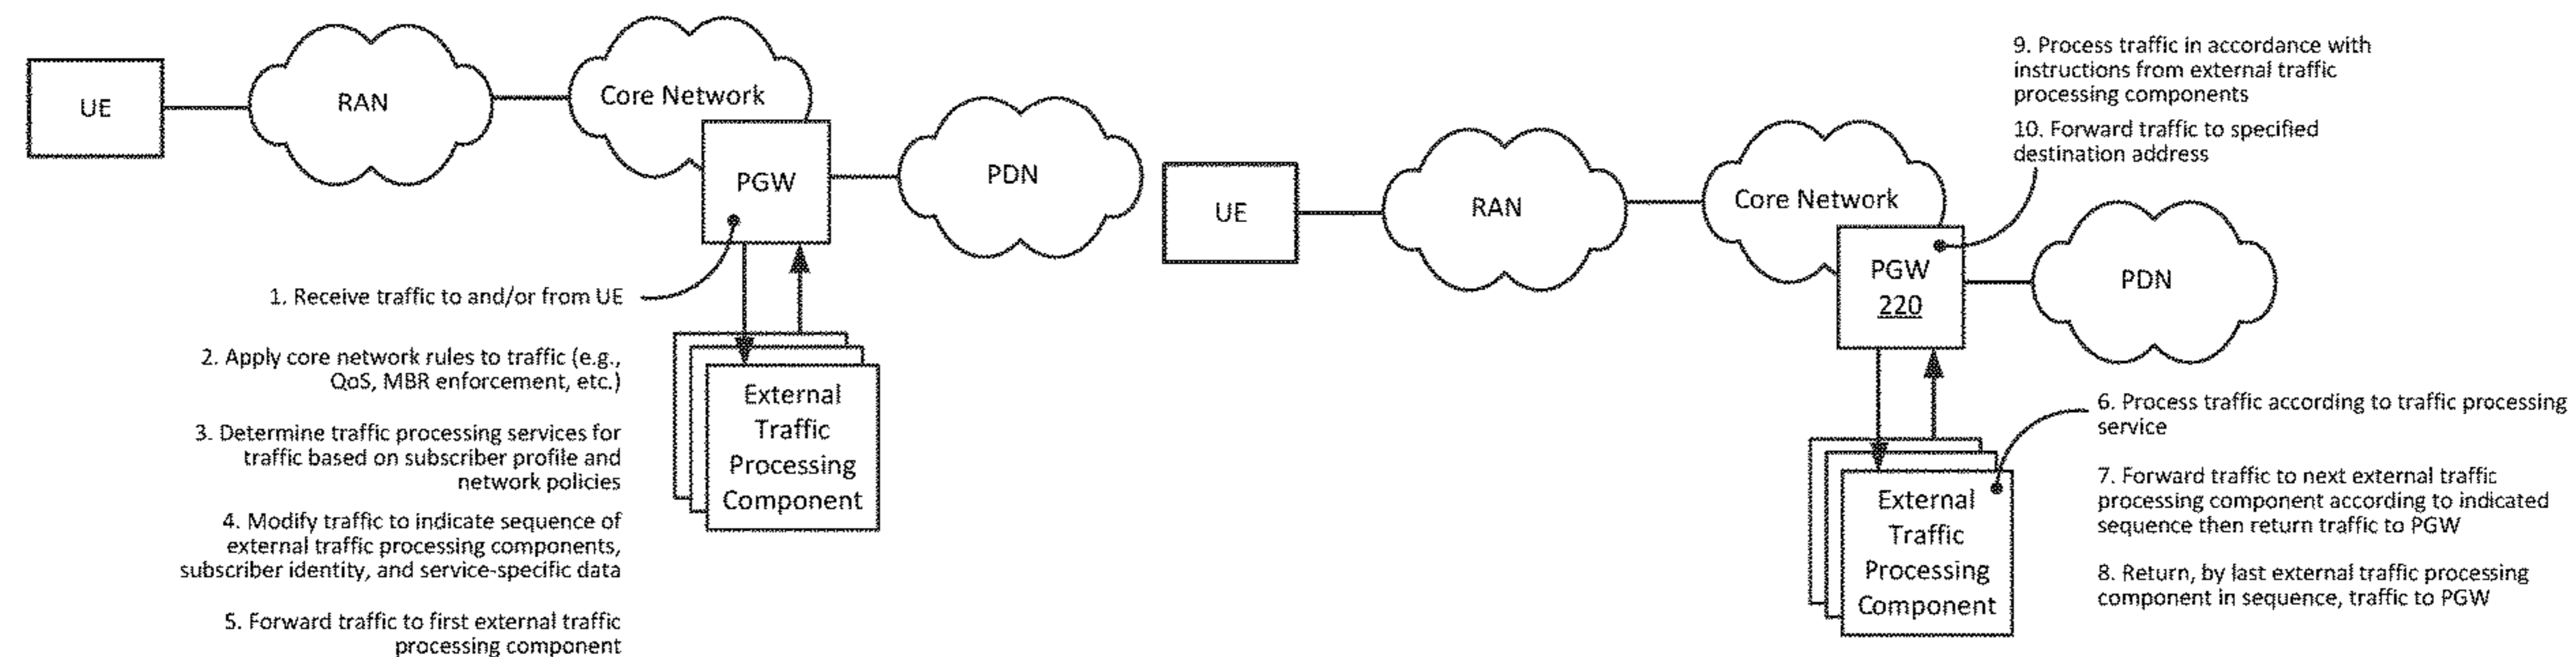 UE
RAN
Core Network
PGW
PDN
1. Receive traffic to and/or from UE
2. Apply core network rules to traffic (e.g.,
QoS, MBR enforcement, etc.)
3. Determine traffic processing services for
traffic based on subscriber profile and
network policies
4. Modify traffic to indicate sequence of
external traffic processing components,
subscriber identity, and service-specific data
5. Forward traffic to first external traffic
processing component
External
Traffic
Processing
Component
UE
RAN
Core Network
PGW
220
PDN
9. Process traffic in accordance with
instructions from external traffic
processing components
10. Forward traffic to specified
destination address
External
Traffic
Processing
Component
6. Process traffic according to traffic processing
service
7. Forward traffic to next external traffic
processing component according to indicated
sequence then return traffic to PGW
8. Return, by last external traffic processing
component in sequence, traffic to PGW